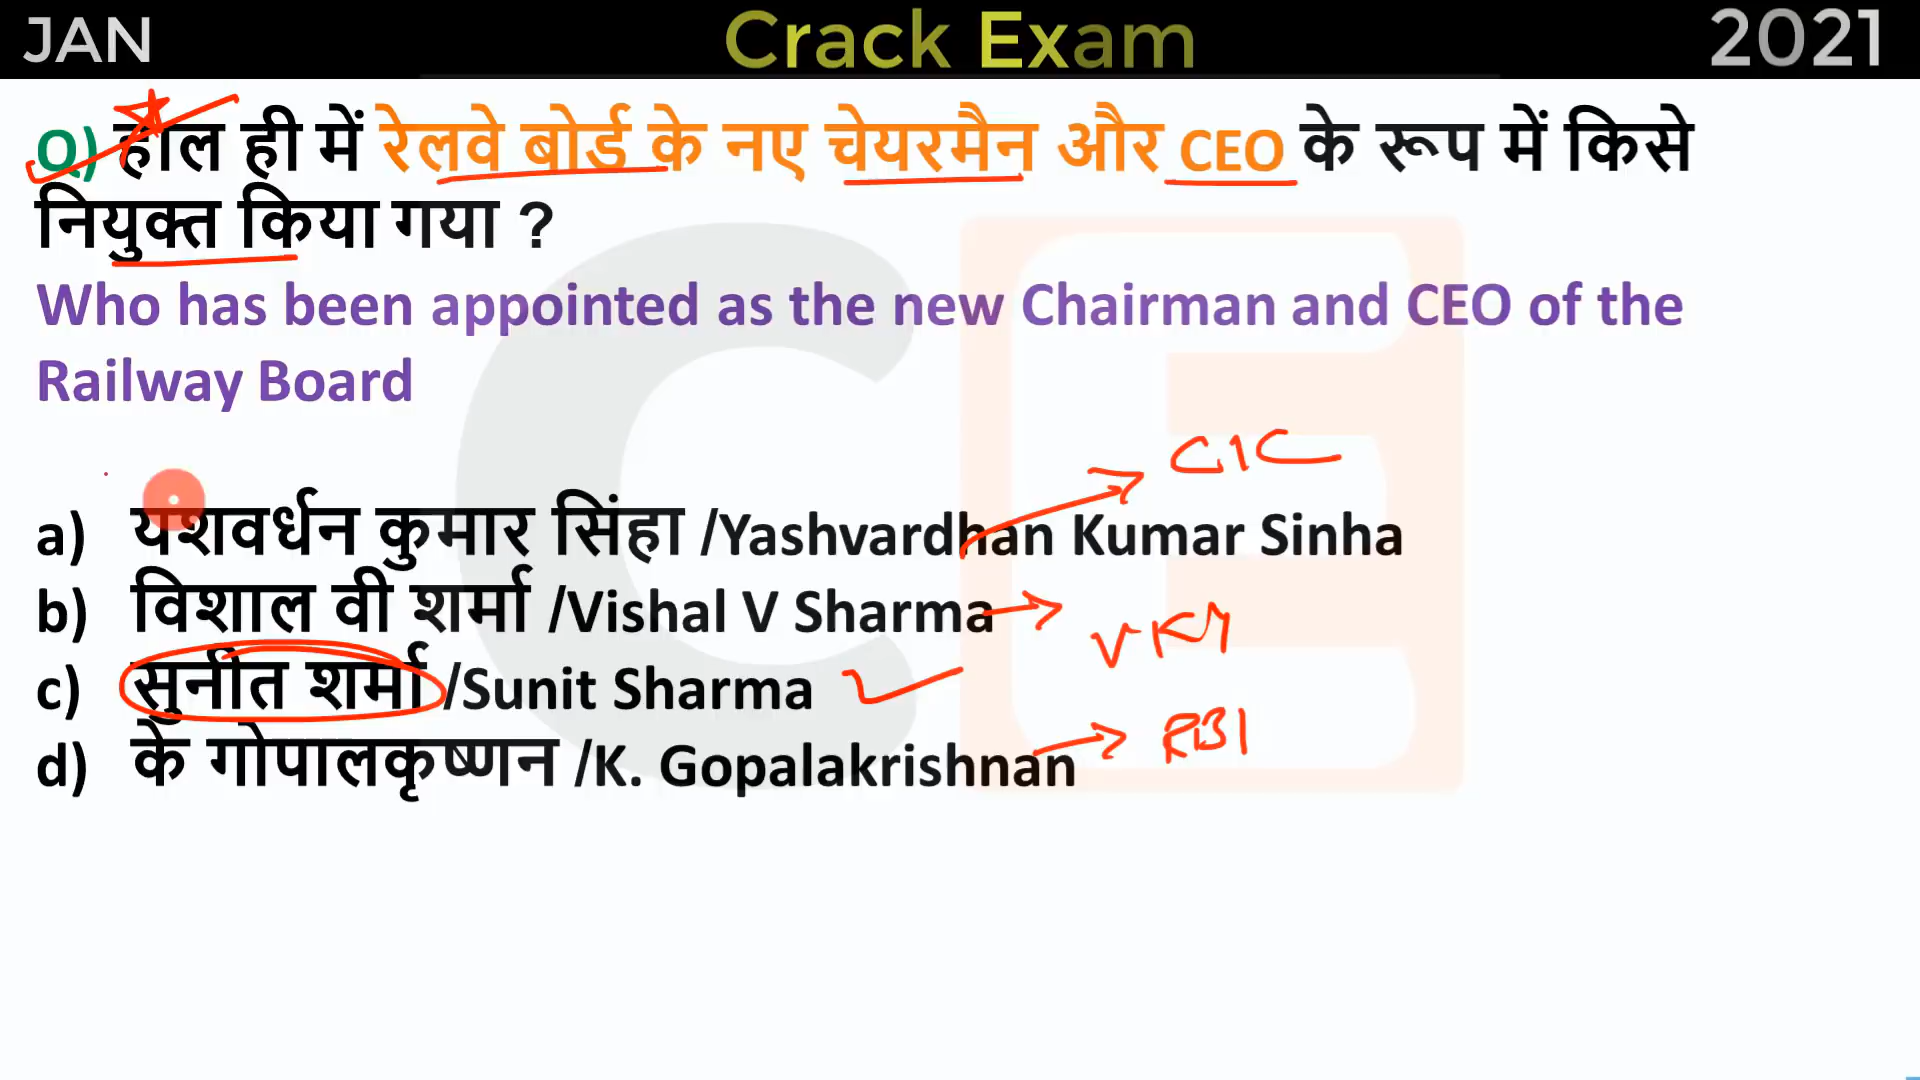 JAN Crack Exam 2021
Q) हाल ही में रेलवे बोर्ड के नए चेयरमैन और CEO के रूप में किसे
नियुक्त किया गया ?
Who has been appointed as the new Chairman and CEO of the
Railway Board
CIC
a) यशवर्धन कुमार सिंहा /Yashvardhan Kumar Sinha
b) विशाल वी शर्मा /Vishal V Sharma
c) सुनीत शर्मा /Sunit Sharma
RBI
d) के गोपालकृष्णन /K. Gopalakrishnan